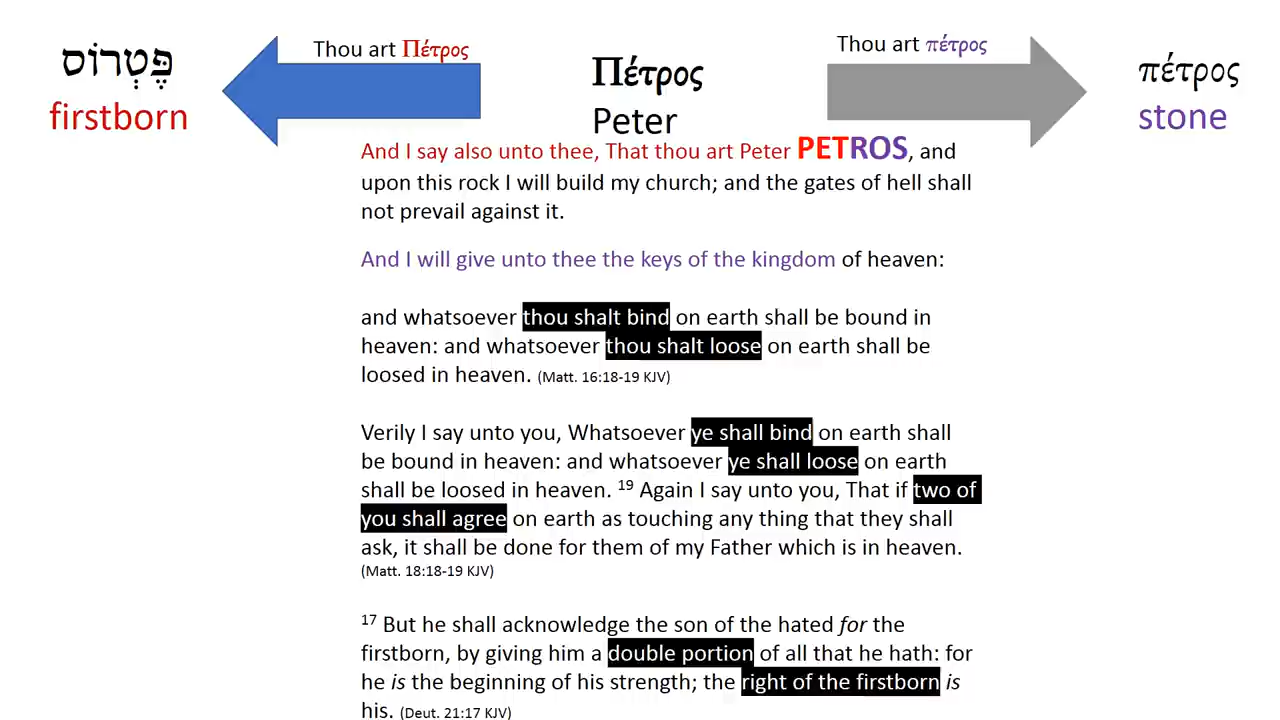 פֶּטְרוֹס
firstborn
Thou art Πέτρος
Πέτρος
Peter
Thou art πέτρος
πέτρος
stone
And I say also unto thee, That thou art Peter PETROS, and
upon this rock I will build my church; and the gates of hell shall
not prevail against it.
And I will give unto thee the keys of the kingdom of heaven:
and whatsoever thou shalt bind on earth shall be bound in
heaven: and whatsoever thou shalt loose on earth shall be
loosed in heaven. (Matt. 16:18-19 KJV)
Verily I say unto you, Whatsoever ye shall bind on earth shall
be bound in heaven: and whatsoever ye shall loose on earth
shall be loosed in heaven. 19 Again I say unto you, That if two of
you shall agree on earth as touching any thing that they shall
ask, it shall be done for them of my Father which is in heaven.
(Matt. 18:18-19 KJV)
17 But he shall acknowledge the son of the hated for the
firstborn, by giving him a double portion of all that he hath: for
he is the beginning of his strength; the right of the firstborn is
his. (Deut. 21:17 KJV)